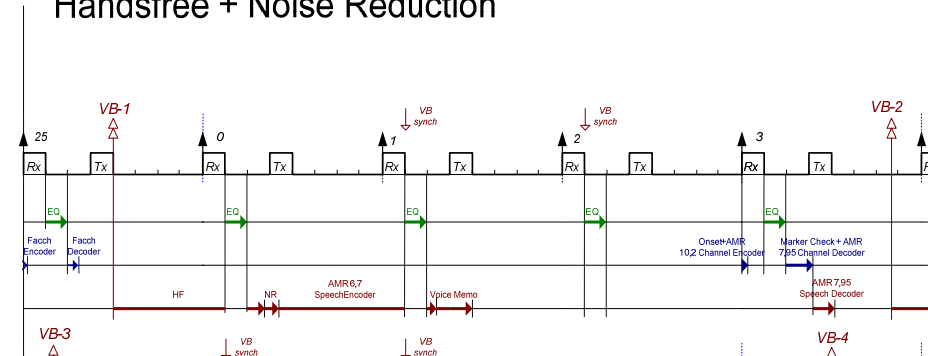 Handsfree + Noise Reduction
VB-1
VB
synch
VB
synch
VB-2
25
0
1
2
3
Rx
Tx
Rx
Tx
Rx
Tx
Rx
Tx
Rx
Tx
R
EQ
EQ
EQ
EQ
EQ
Facch
Encoder
Facch
Decoder
Onset+AMR
10,2 Channel Encoder
Marker Check + AMR
7,95 Channel Decoder
HF
NR
AMR 6,7
SpeechEncoder
Voice Memo
AMR 7,95
Speech Decoder
VB-3
VB
synch
VB
synch
VB-4